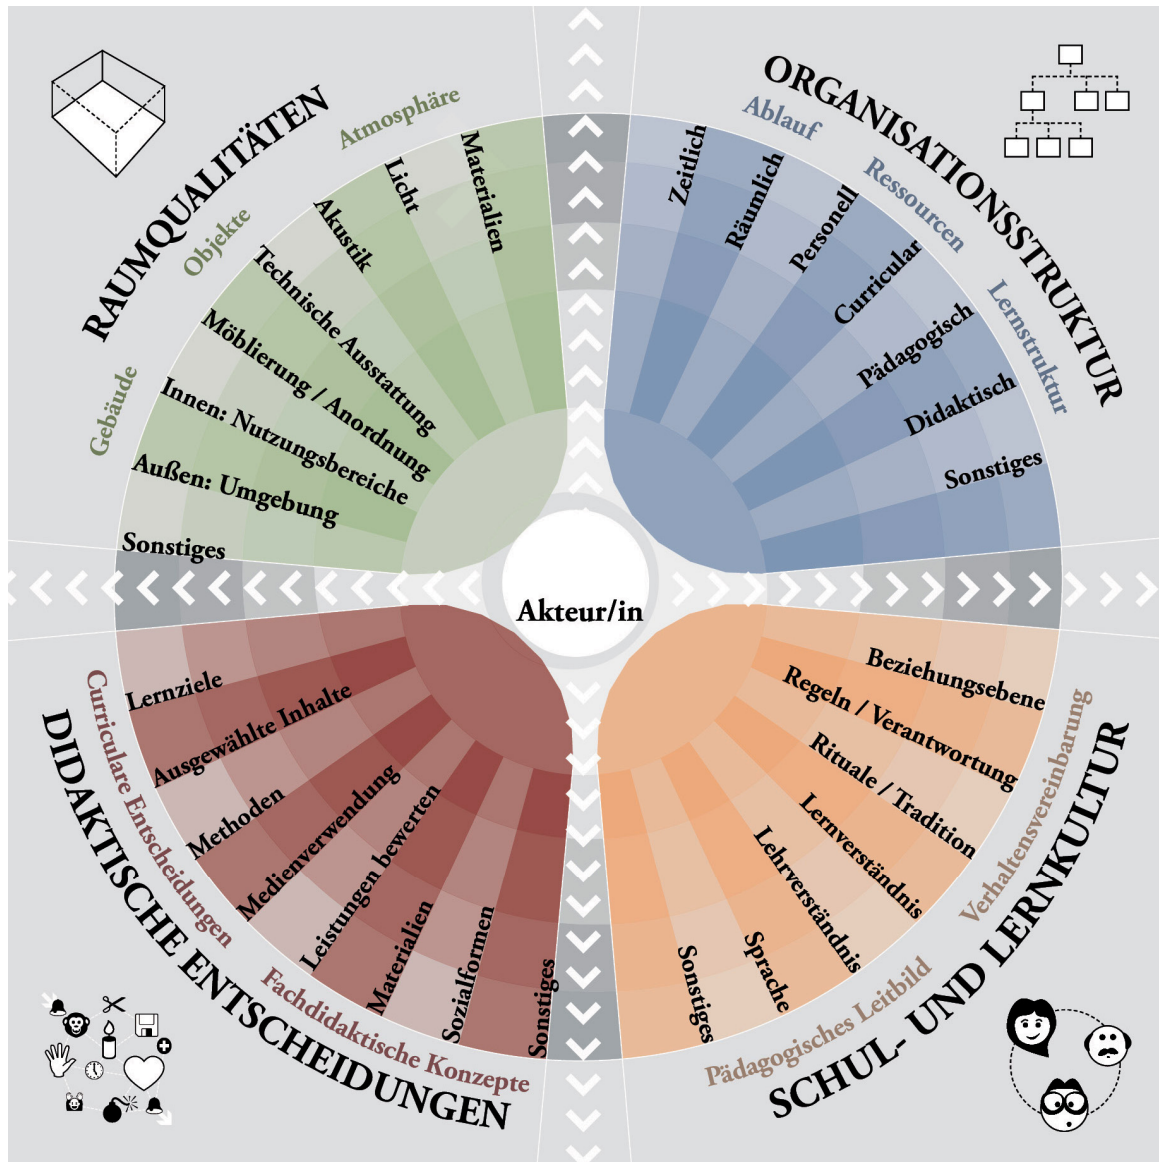 RAUMQUALITÄTEN
Atmosphäre
Objekte
Gebäude
Materialien
Licht
Akustik
Technische Ausstattung
Möblierung / Anordnung
Innen: Nutzungsbereiche
Außen: Umgebung
Sonstiges
ORGANISATIONSSTRUKTUR
Ablauf
Ressourcen
Lernstruktur
Zeitlich
Räumlich
Personell
Curricular
Pädagogisch
Didaktisch
Sonstiges
Akteur/in
DIDAKTISCHE ENTSCHEIDUNGEN
Curriculare Entscheidungen
Fachdidaktische Konzepte
Lernziele
Ausgewählte Inhalte
Methoden
Medienverwendung
Leistungen bewerten
Materialien
Sozialformen
Sonstiges
SCHUL- UND LERNKULTUR
Verhaltensvereinbarung
Pädagogisches Leitbild
Beziehungsebene
Regeln / Verantwortung
Rituale / Tradition
Lernverständnis
Lehrverständnis
Sprache
Sonstiges